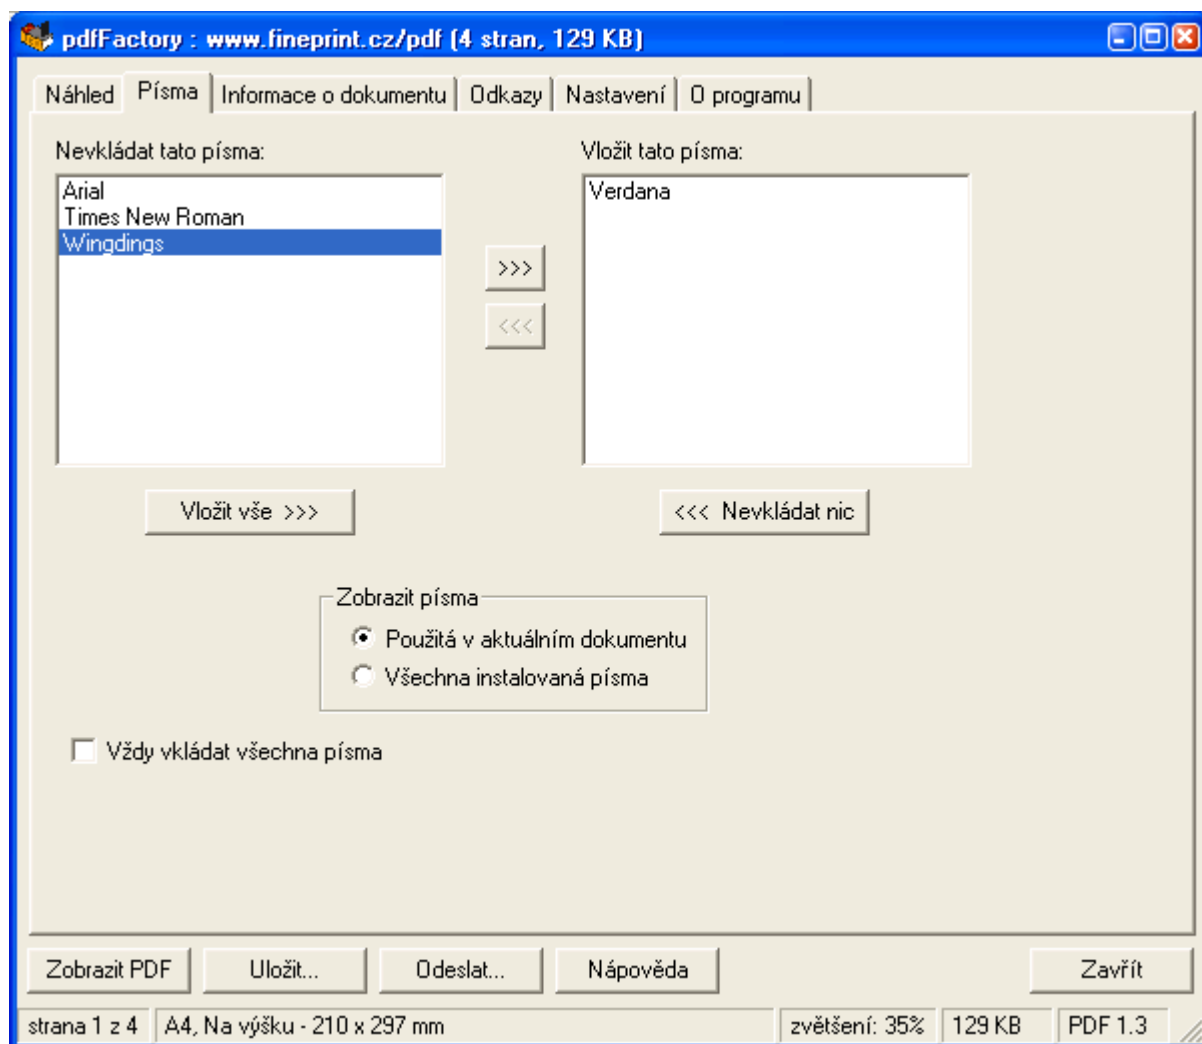 pdfFactory : www.fineprint.cz/pdf (4 stran, 129 KB)
Náhled Písma Informace o dokumentu Odkazy Nastavení O programu
Nevkládat tato písma: Vložit tato písma:
Arial Verdana
Times New Roman
Wingdings
>>>
<<<
Vložit vše >>> <<< Nevkládat nic
Zobrazit písma
Použitá v aktuálním dokumentu
Všechna instalovaná písma
Vždy vkládat všechna písma
Zobrazit PDF Uložit... Odeslat... Nápověda Zavřít
strana 1 z 4 A4, Na výšku - 210 x 297 mm zvětšení: 35% 129 KB PDF 1.3